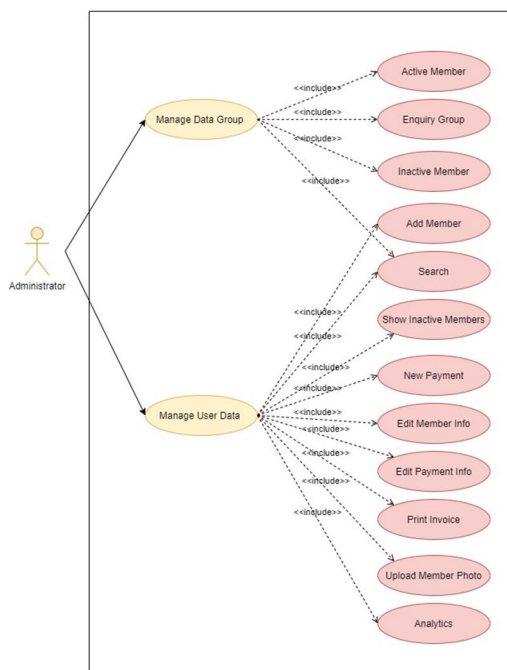 Active Member
<<include>>
Manage Data Group
<<include>>
Enquiry Group
<<include>>
Inactive Member
<<include>>
Add Member
Administrator
Search
<<include>>
Show Inactive Members
<<include>>
<<include>>
New Payment
<<include>>
Manage User Data
<<include>>
Edit Member Info
<<include>>
Edit Payment Info
<<include>>
<<include>>
Print Invoice
<<include>>
Upload Member Photo
Analytics